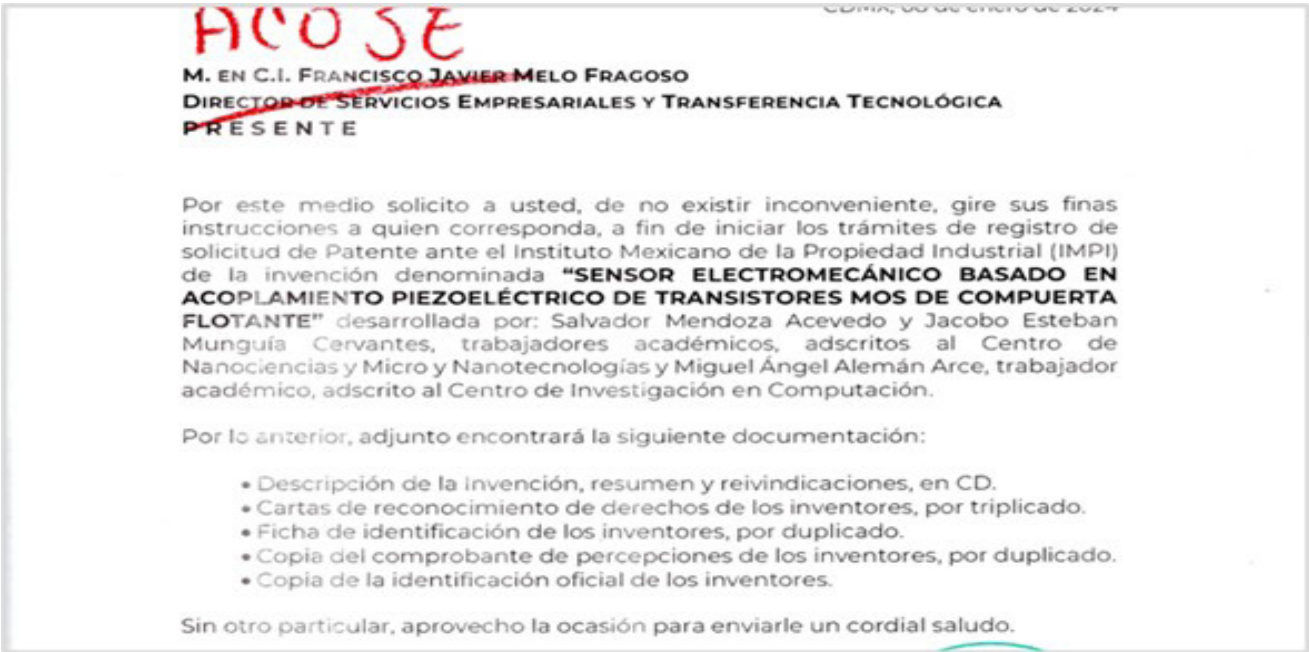 ACUSE
CDMX, 08 de enero de 2024
M. EN C.I. FRANCISCO JAVIER MELO FRAGOSO
DIRECTOR DE SERVICIOS EMPRESARIALES Y TRANSFERENCIA TECNOLÓGICA
PRESENTE
Por este medio solicito a usted, de no existir inconveniente, gire sus finas
instrucciones a quien corresponda, a fin de iniciar los trámites de registro de
solicitud de Patente ante el Instituto Mexicano de la Propiedad Industrial (IMPI)
de la invención denominada “SENSOR ELECTROMECÁNICO BASADO EN
ACOPLAMIENTO PIEZOELÉCTRICO DE TRANSISTORES MOS DE COMPUERTA
FLOTANTE” desarrollada por: Salvador Mendoza Acevedo y Jacobo Esteban
Munguía Cervantes, trabajadores académicos, adscritos al Centro de
Nanociencias y Micro y Nanotecnologías y Miguel Ángel Alemán Arce, trabajador
académico, adscrito al Centro de Investigación en Computación.
Por lo anterior, adjunto encontrará la siguiente documentación:
• Descripción de la Invención, resumen y reivindicaciones, en CD.
• Cartas de reconocimiento de derechos de los inventores, por triplicado.
• Ficha de identificación de los inventores, por duplicado.
• Copia del comprobante de percepciones de los inventores, por duplicado.
• Copia de la identificación oficial de los inventores.
Sin otro particular, aprovecho la ocasión para enviarle un cordial saludo.